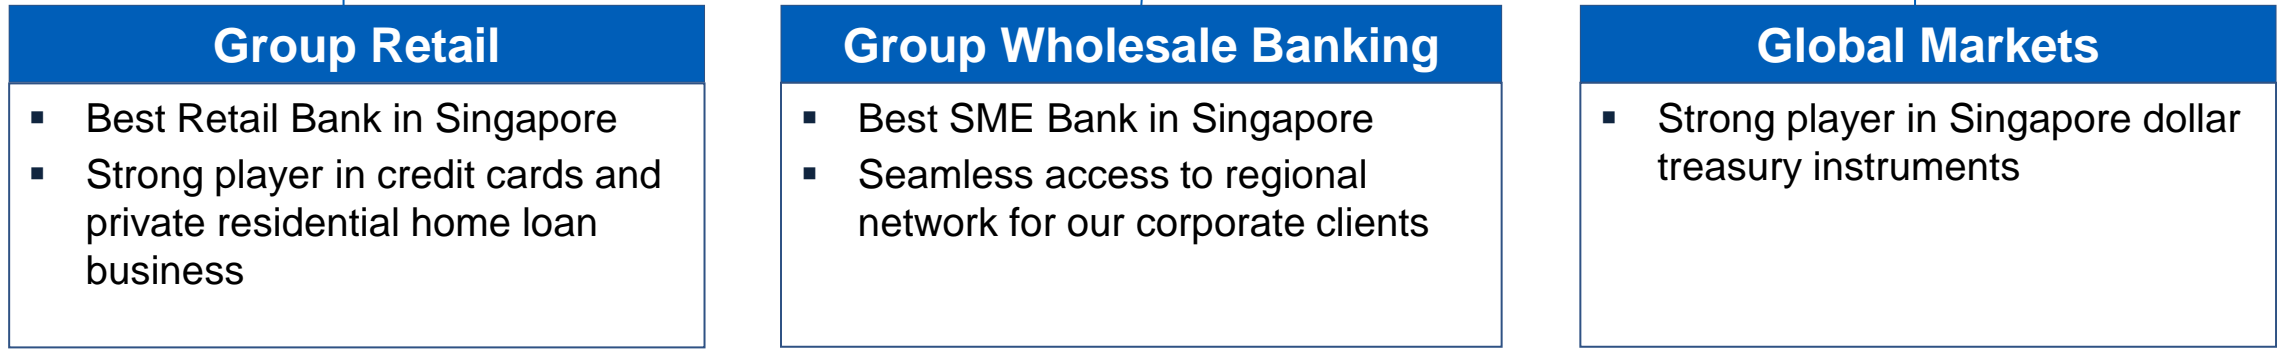 Group Retail
▪ Best Retail Bank in Singapore
▪ Strong player in credit cards and
private residential home loan
business
Group Wholesale Banking
▪ Best SME Bank in Singapore
▪ Seamless access to regional
network for our corporate clients
Global Markets
▪ Strong player in Singapore dollar
treasury instruments